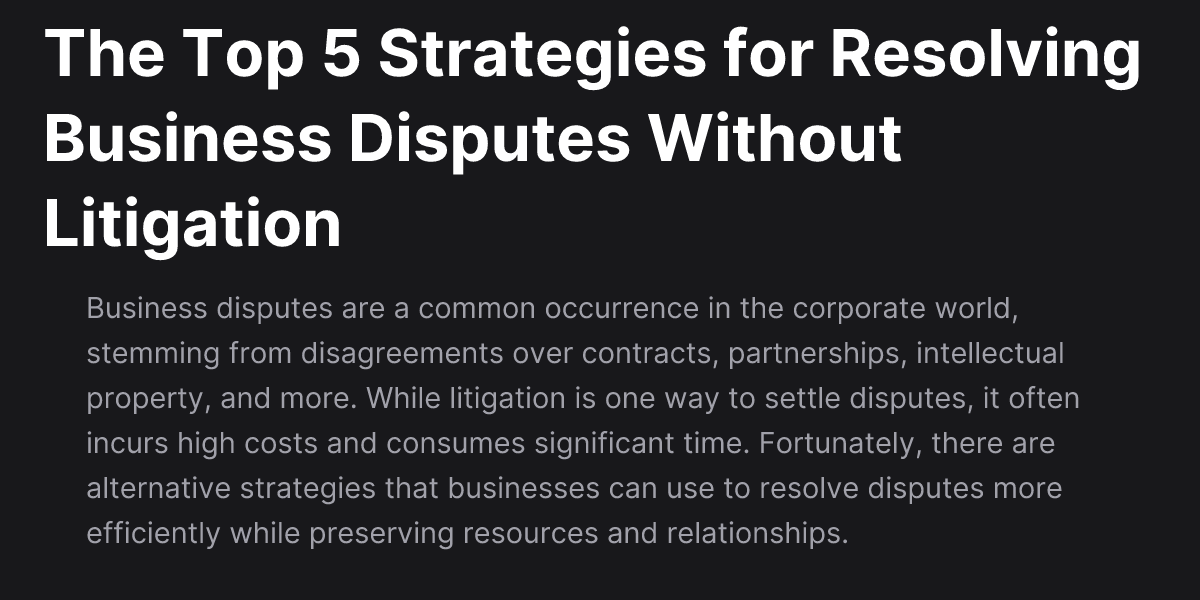 The Top 5 Strategies for Resolving
Business Disputes Without
Litigation
Business disputes are a common occurrence in the corporate world,
stemming from disagreements over contracts, partnerships, intellectual
property, and more. While litigation is one way to settle disputes, it often
incurs high costs and consumes significant time. Fortunately, there are
alternative strategies that businesses can use to resolve disputes more
efficiently while preserving resources and relationships.